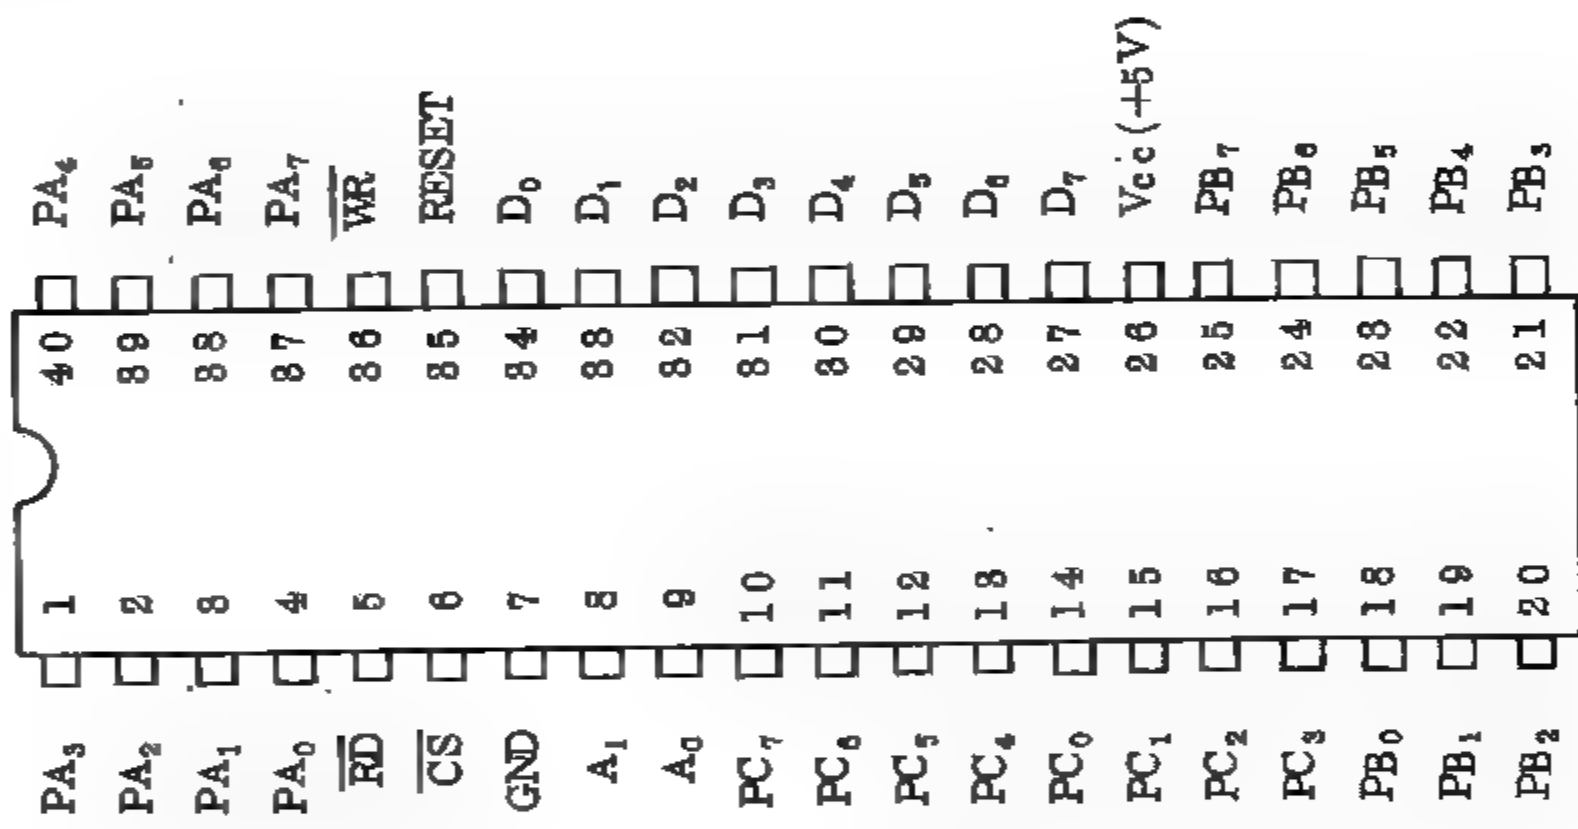 PA₄ PA₅ PA₆ PA₇ W̅R̅ RESET D₀ D₁ D₂ D₃ D₄ D₅ D₆ D₇ Vcc(+5V) PB₇ PB₆ PB₅ PB₄ PB₃
40 39 38 37 36 35 34 33 32 31 30 29 28 27 26 25 24 23 22 21
1 2 3 4 5 6 7 8 9 10 11 12 13 14 15 16 17 18 19 20
PA₃ PA₂ PA₁ PA₀ R̅D̅ C̅S̅ GND A₁ A₀ PC₇ PC₆ PC₅ PC₄ PC₀ PC₁ PC₂ PC₃ PB₀ PB₁ PB₂